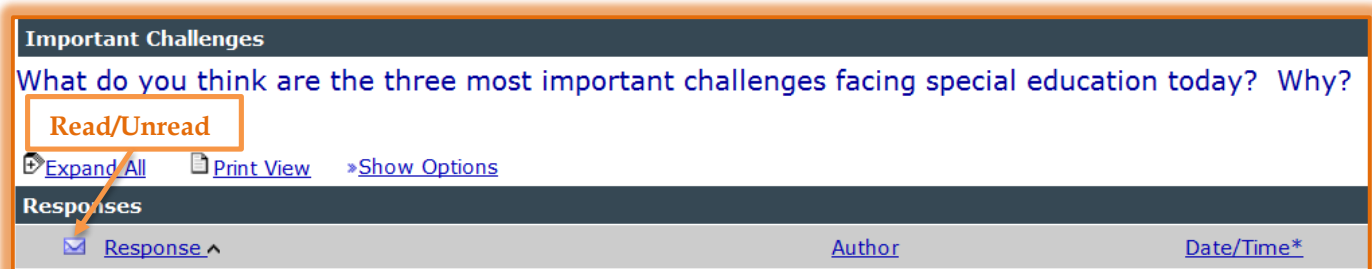 Important Challenges
What do you think are the three most important challenges facing special education today?  Why?
Read/Unread
Expand All Print View »Show Options
Responses
Response Author Date/Time*